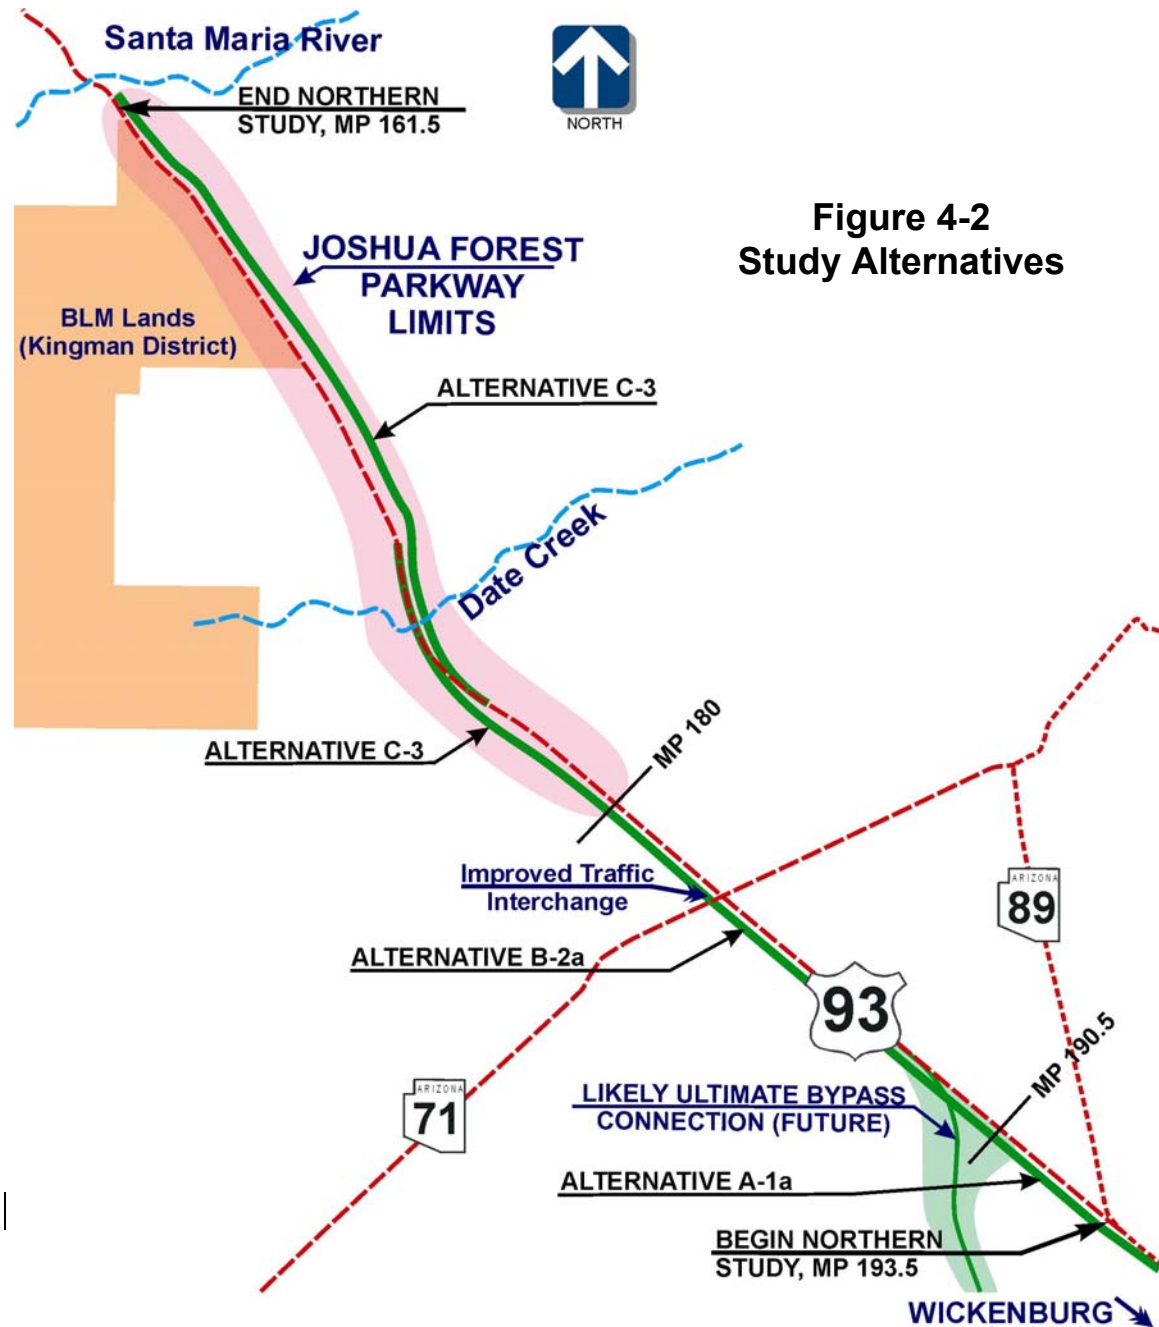 Santa Maria River
END NORTHERN
STUDY, MP 161.5
NORTH
Figure 4-2
Study Alternatives
JOSHUA FOREST
PARKWAY
LIMITS
BLM Lands
(Kingman District)
ALTERNATIVE C-3
Date Creek
ALTERNATIVE C-3
MP 180
Improved Traffic
Interchange
ARIZONA
89
ALTERNATIVE B-2a
93
MP 190.5
ARIZONA
71
LIKELY ULTIMATE BYPASS
CONNECTION (FUTURE)
ALTERNATIVE A-1a
BEGIN NORTHERN
STUDY, MP 193.5
WICKENBURG